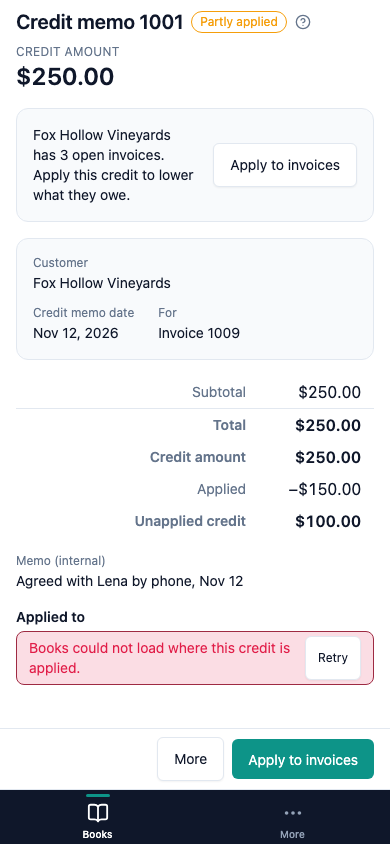 Credit memo 1001 Partly applied
CREDIT AMOUNT
$250.00
Fox Hollow Vineyards
has 3 open invoices.
Apply this credit to lower
what they owe.
Apply to invoices
Customer
Fox Hollow Vineyards
Credit memo date For
Nov 12, 2026 Invoice 1009
Subtotal $250.00
Total $250.00
Credit amount $250.00
Applied –$150.00
Unapplied credit $100.00
Memo (internal)
Agreed with Lena by phone, Nov 12
Applied to
Books could not load where this credit is
applied.
Retry
More Apply to invoices
Books More